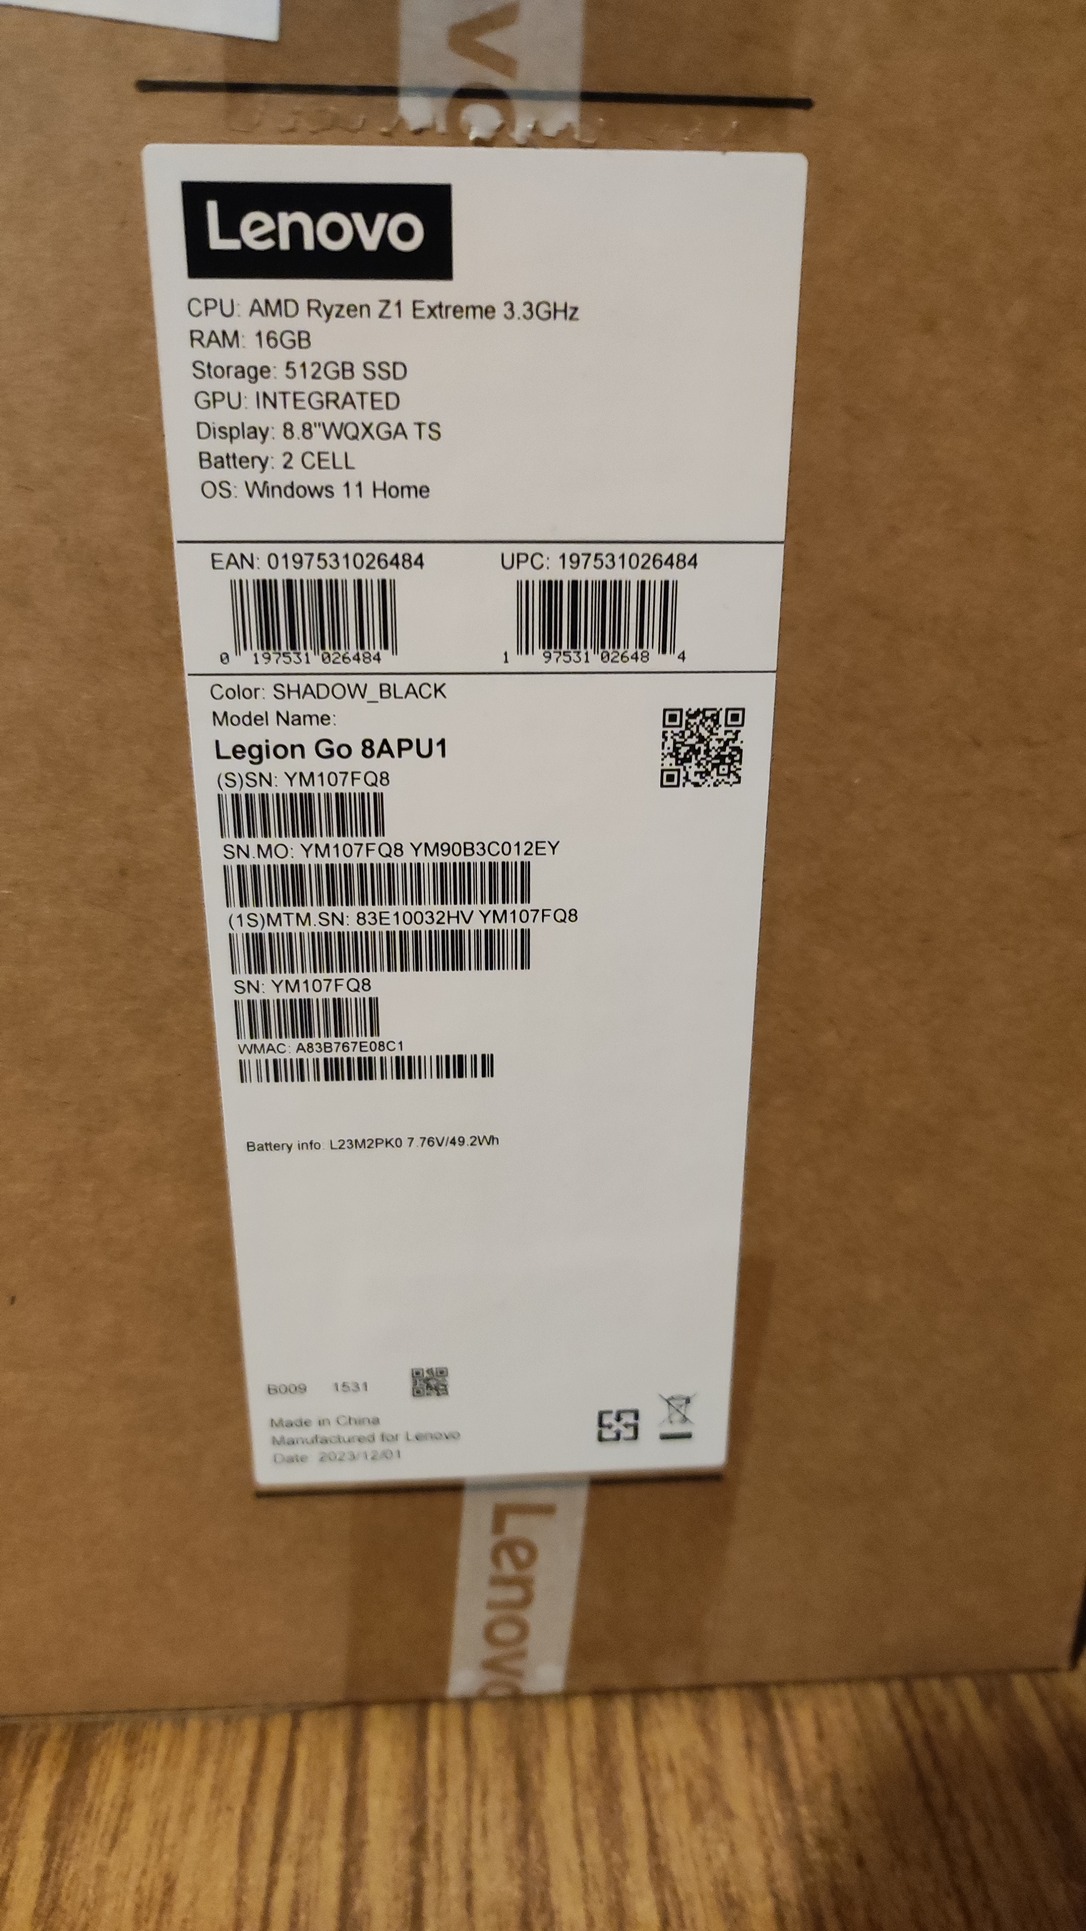 Lenovo
CPU: AMD Ryzen Z1 Extreme 3.3GHz
RAM: 16GB
Storage: 512GB SSD
GPU: INTEGRATED
Display: 8.8"WQXGA TS
Battery: 2 CELL
OS: Windows 11 Home
EAN: 0197531026484
UPC: 197531026484
0 197531 026484
1 97531 02648 4
Color: SHADOW_BLACK
Model Name:
Legion Go 8APU1
(S)SN: YM107FQ8
SN.MO: YM107FQ8 YM90B3C012EY
(1S)MTM.SN: 83E10032HV YM107FQ8
SN: YM107FQ8
WMAC: A83B767E08C1
Battery info: L23M2PK0 7.76V/49.2Wh
B009 1531
Made in China
Manufactured for Lenovo
Date: 2023/12/01
Lenovo